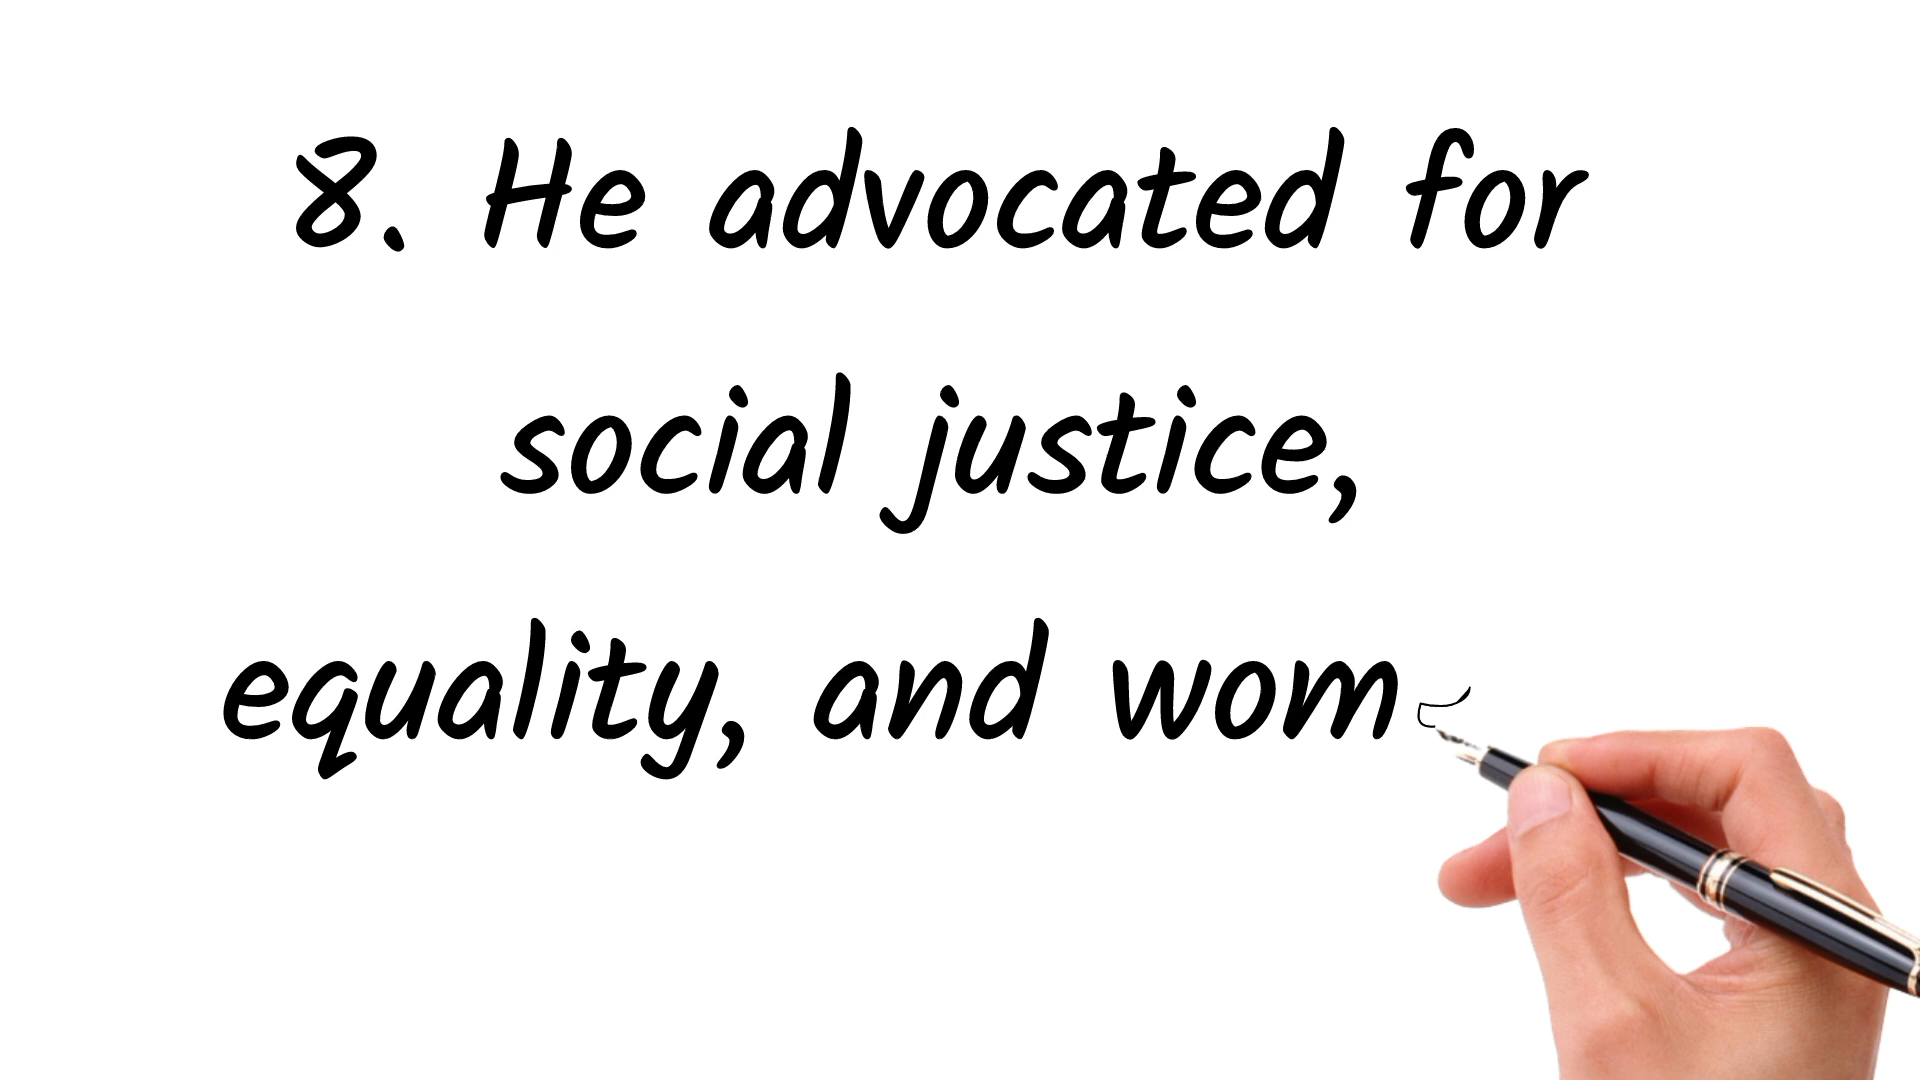 8. He advocated for
social justice,
equality, and wom